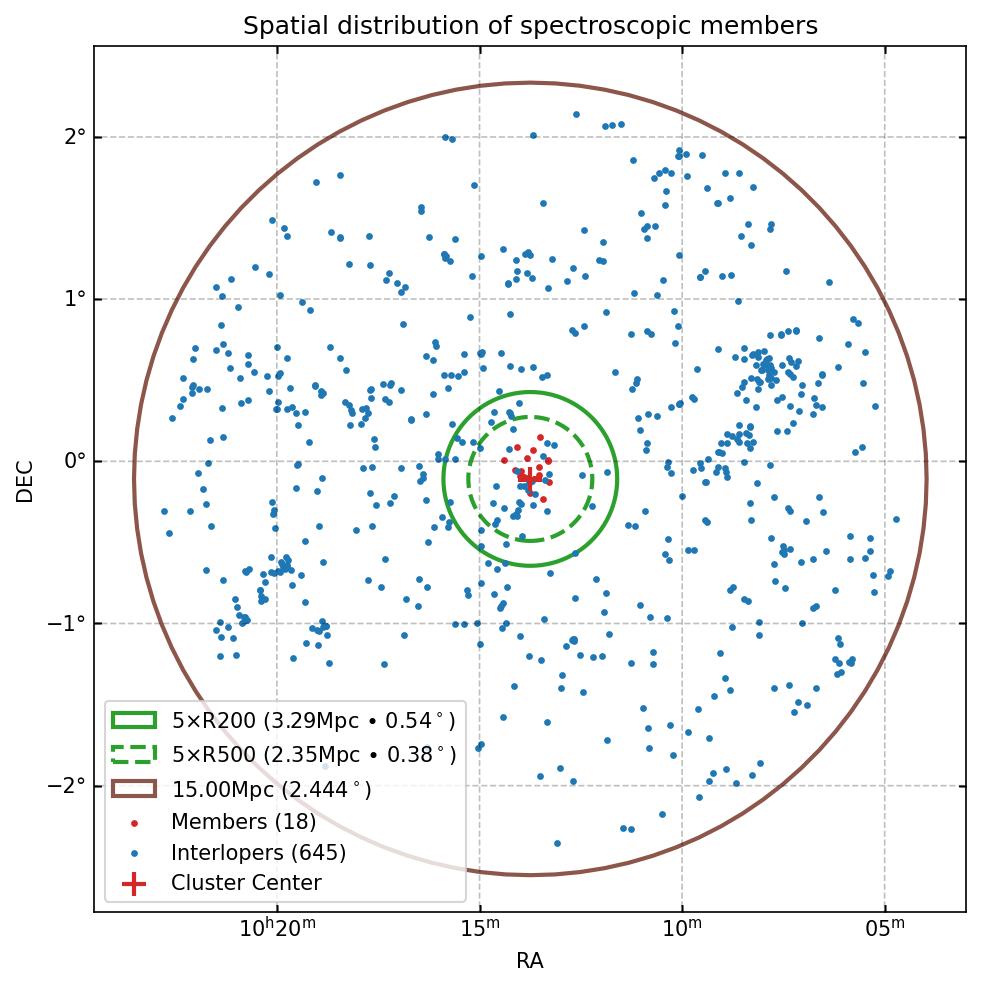 Spatial distribution of spectroscopic members
2°
1°
0°
−1°
−2°
DEC
5×R200 (3.29Mpc • 0.54°)
5×R500 (2.35Mpc • 0.38°)
15.00Mpc (2.444°)
Members (18)
Interlopers (645)
Cluster Center
10ʰ20ᵐ 15ᵐ 10ᵐ 05ᵐ
RA